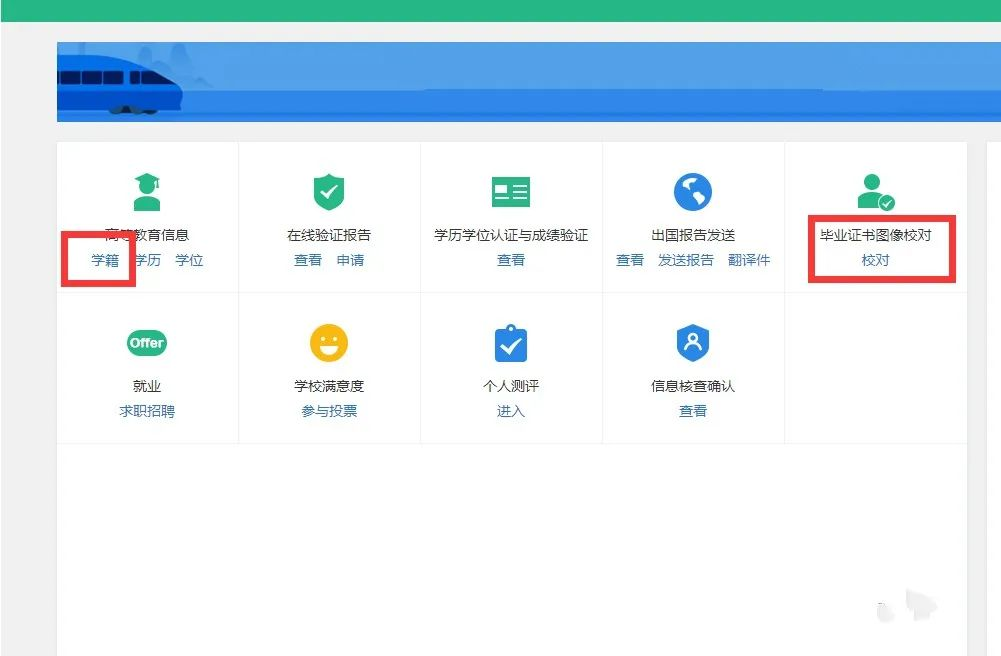 高等教育信息
学籍 学历 学位
在线验证报告
查看 申请
学历学位认证与成绩验证
查看
出国报告发送
查看 发送报告 翻译件
毕业证书图像校对
校对
Offer
就业
求职招聘
学校满意度
参与投票
个人测评
进入
信息核查确认
查看